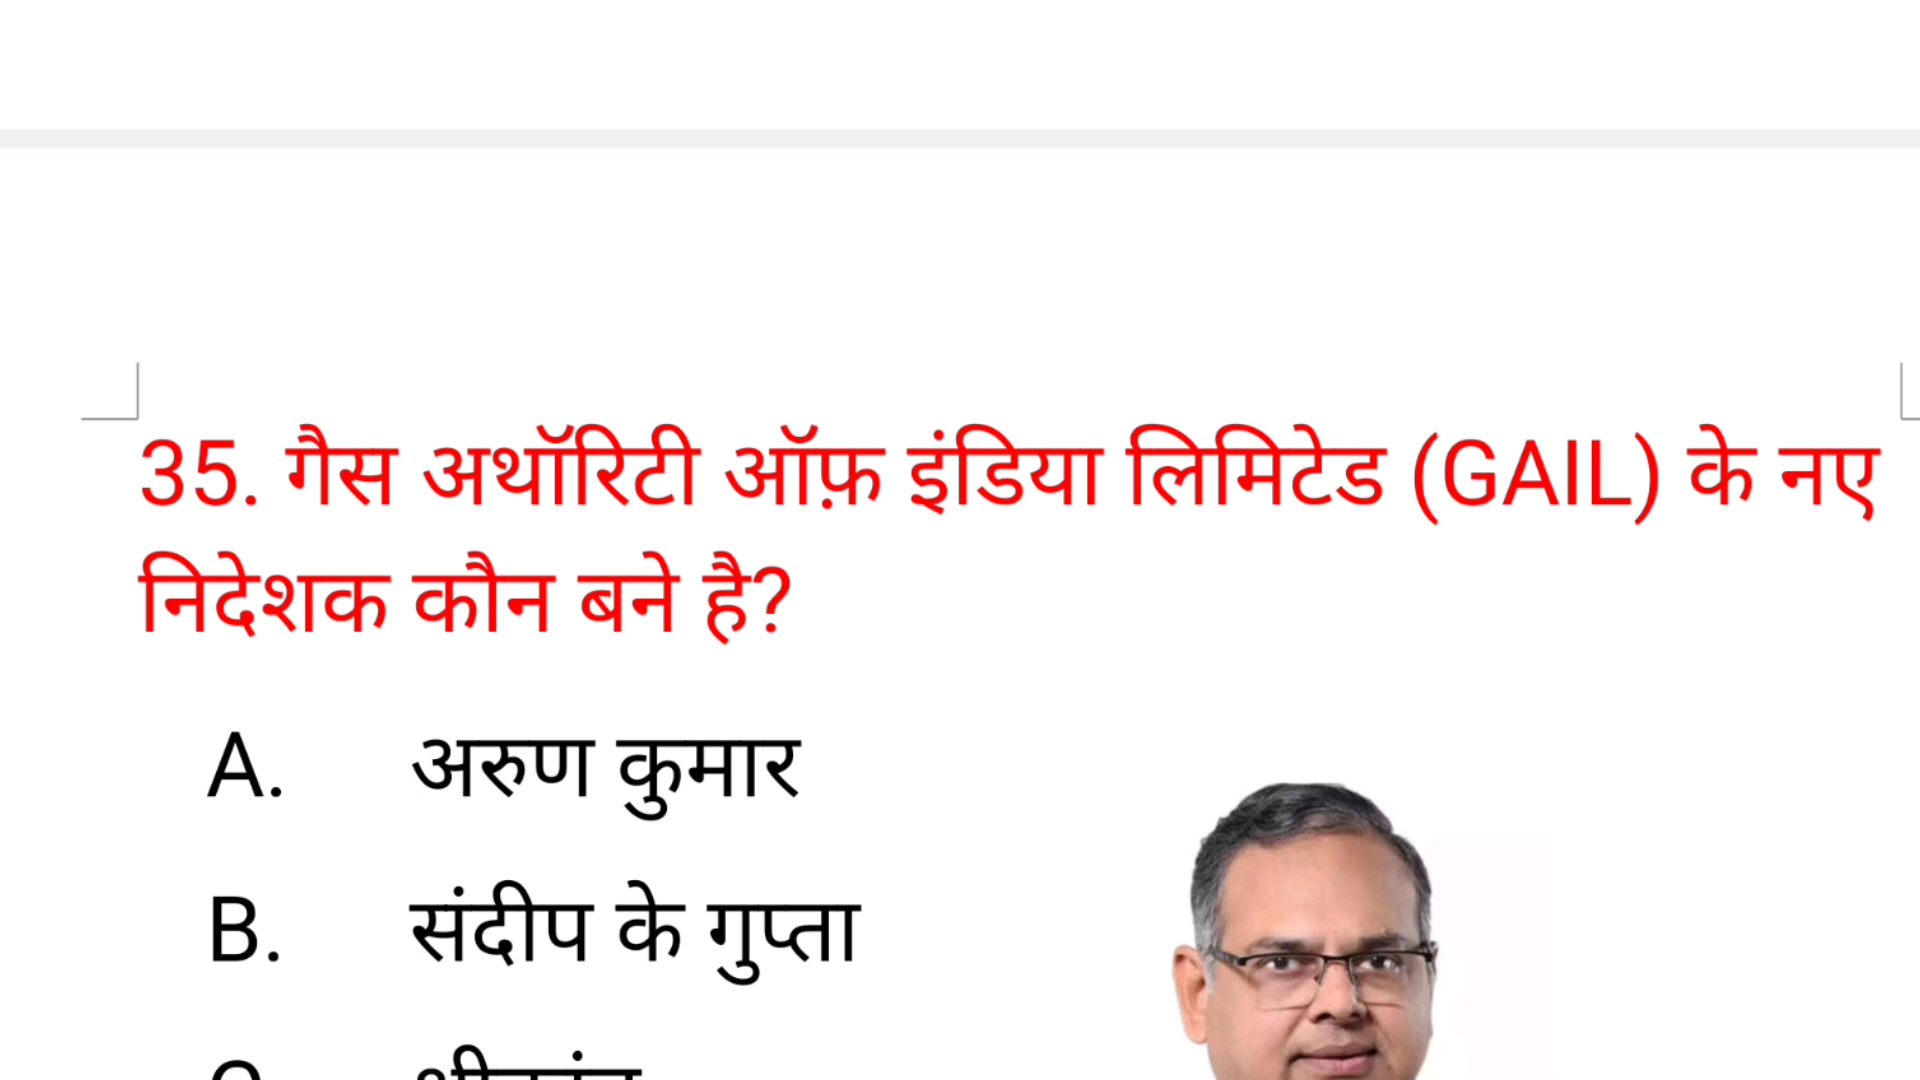 35. गैस अथॉरिटी ऑफ़ इंडिया लिमिटेड (GAIL) के नए
निदेशक कौन बने है?
A. अरुण कुमार
B. संदीप के गुप्ता
C.